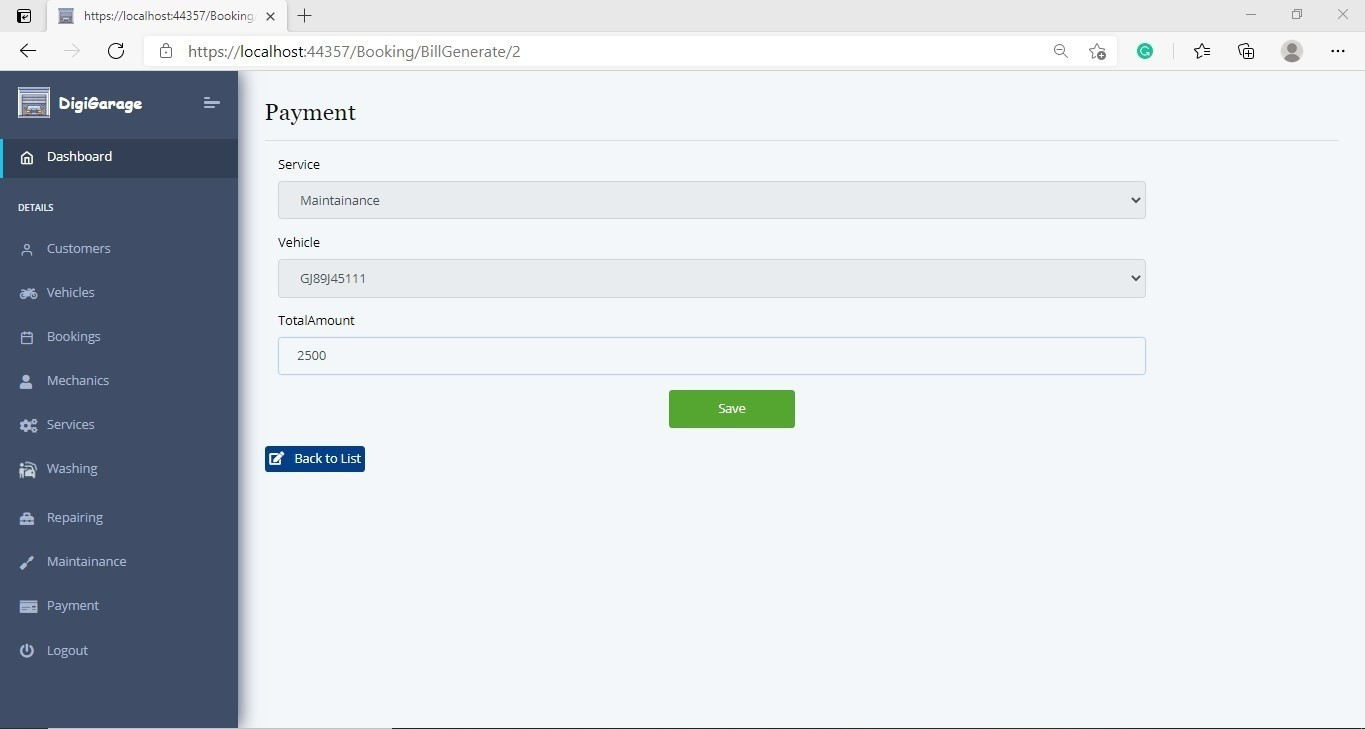 https://localhost:44357/Booking
https://localhost:44357/Booking/BillGenerate/2
DigiGarage
Dashboard
DETAILS
Customers
Vehicles
Bookings
Mechanics
Services
Washing
Repairing
Maintainance
Payment
Logout
Payment
Service
Maintainance
Vehicle
GJ89J45111
TotalAmount
2500
Save
Back to List